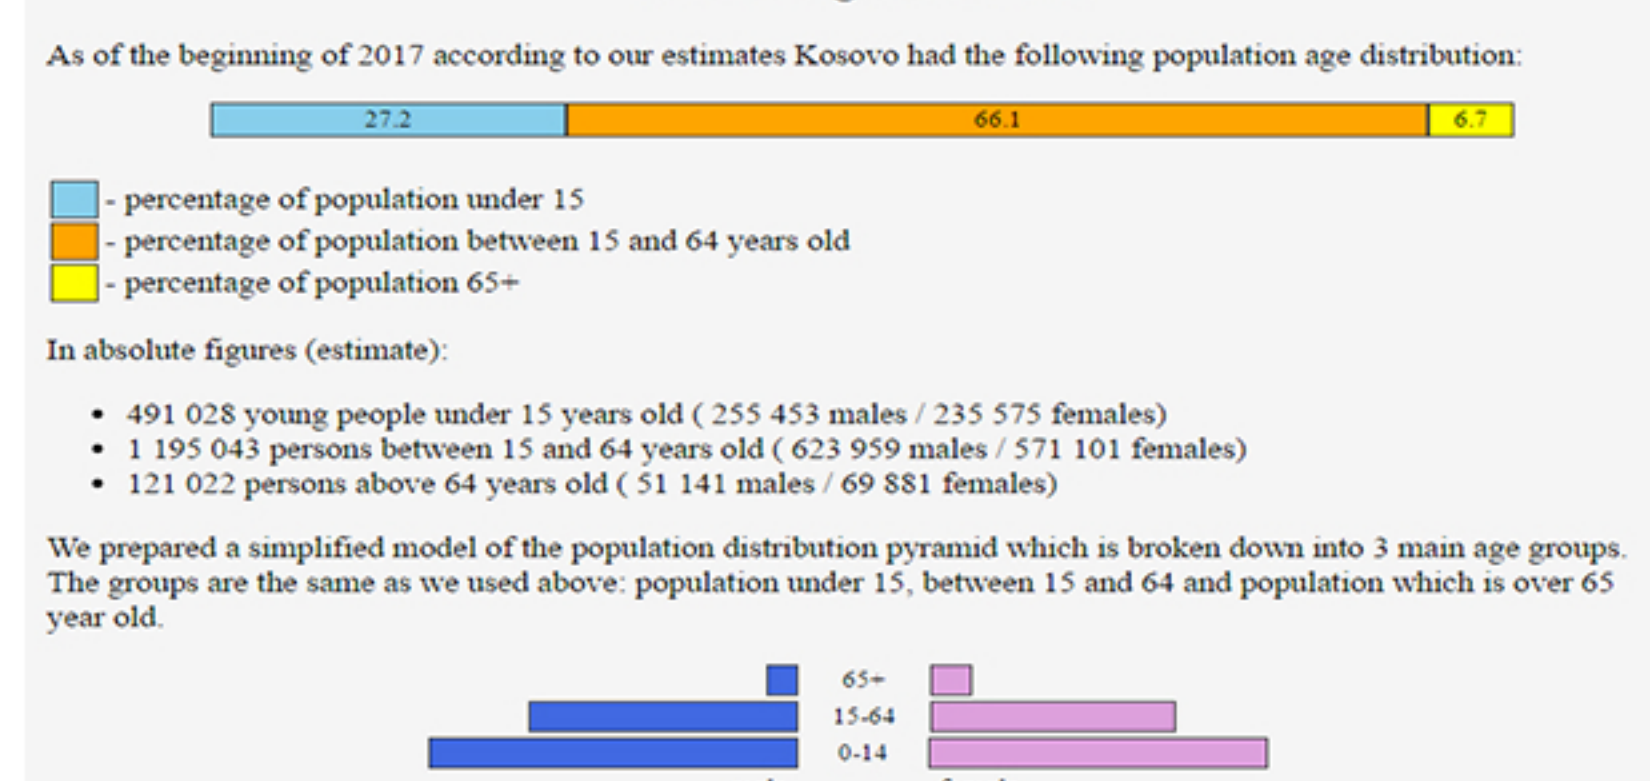 As of the beginning of 2017 according to our estimates Kosovo had the following population age distribution:
27.2 66.1 6.7
- percentage of population under 15
- percentage of population between 15 and 64 years old
- percentage of population 65+
In absolute figures (estimate):
• 491 028 young people under 15 years old ( 255 453 males / 235 575 females)
• 1 195 043 persons between 15 and 64 years old ( 623 959 males / 571 101 females)
• 121 022 persons above 64 years old ( 51 141 males / 69 881 females)
We prepared a simplified model of the population distribution pyramid which is broken down into 3 main age groups.
The groups are the same as we used above: population under 15, between 15 and 64 and population which is over 65
year old.
65+
15-64
0-14